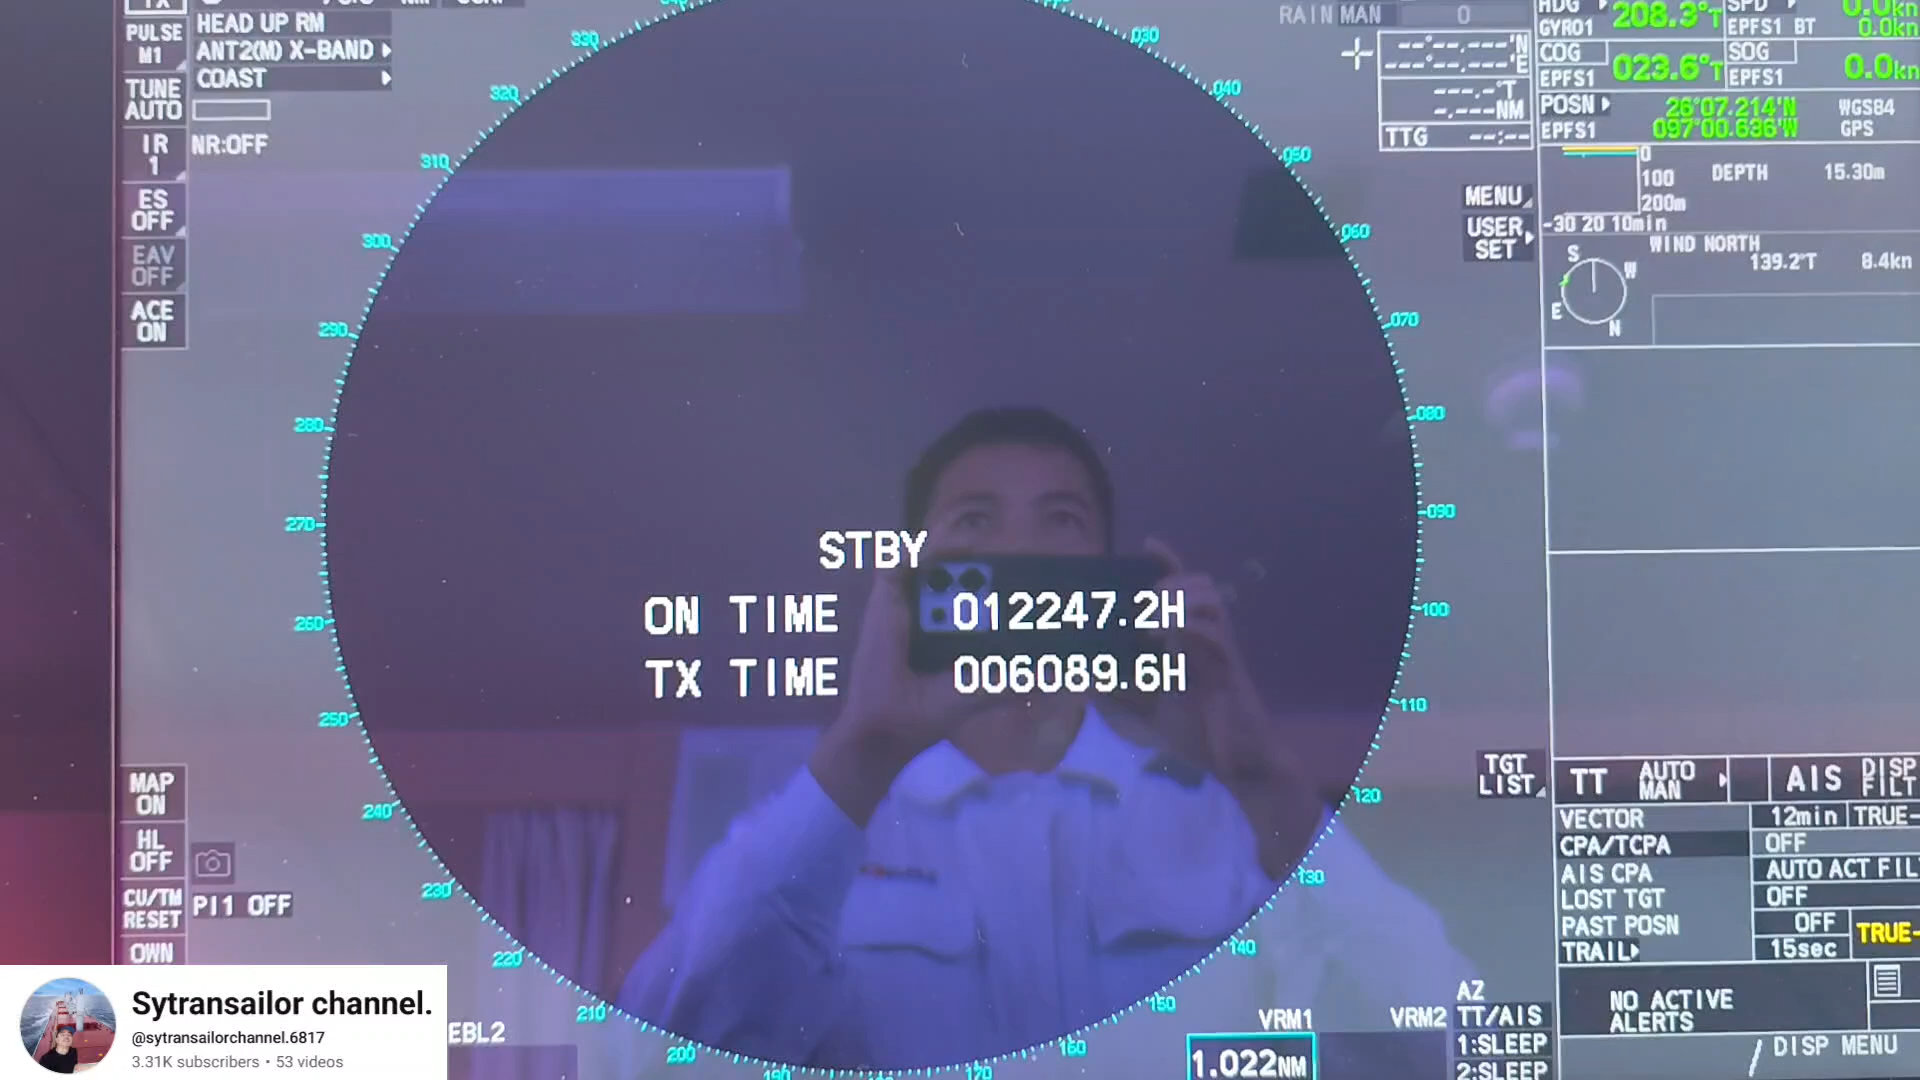 TX
PULSE
M1
HEAD UP RM
ANT2(M) X-BAND
COAST
TUNE
AUTO
IR
1
NR:OFF
ES
OFF
EAV
OFF
ACE
ON
330
320
310
300
290
280
270
260
250
240
230
220
210
200
190
170
160
150
140
130
120
110
100
090
080
070
060
050
040
030
RAIN MAN 0
--°--.---'N
---°--.---'E
---.-°T
-.---NM
TTG --:--
MENU
USER
SET
HDG 208.3°T SPD 0.0kn
GYRO1 EPFS1 BT 0.0kn
COG 023.6°T SOG 0.0kn
EPFS1 EPFS1
POSN 26°07.214'N WGS84
EPFS1 097°00.636'W GPS
0
100
200m
DEPTH 15.30m
-30 20 10min
WIND NORTH
139.2°T 8.4kn
S
W
E
N
STBY
ON TIME 012247.2H
TX TIME 006089.6H
TGT
LIST
TT AUTO
MAN
AIS DISP
FILT
VECTOR 12min TRUE-
CPA/TCPA OFF
AIS CPA AUTO ACT FIL
LOST TGT OFF
PAST POSN OFF
TRAIL 15sec TRUE-
NO ACTIVE
ALERTS
DISP MENU
MAP
ON
HL
OFF
CU/TM
RESET
PI1 OFF
OWN
EBL2
VRM1
1.022NM
VRM2
AZ
TT/AIS
1:SLEEP
2:SLEEP
Sytransailor channel.
@sytransailorchannel.6817
3.31K subscribers • 53 videos